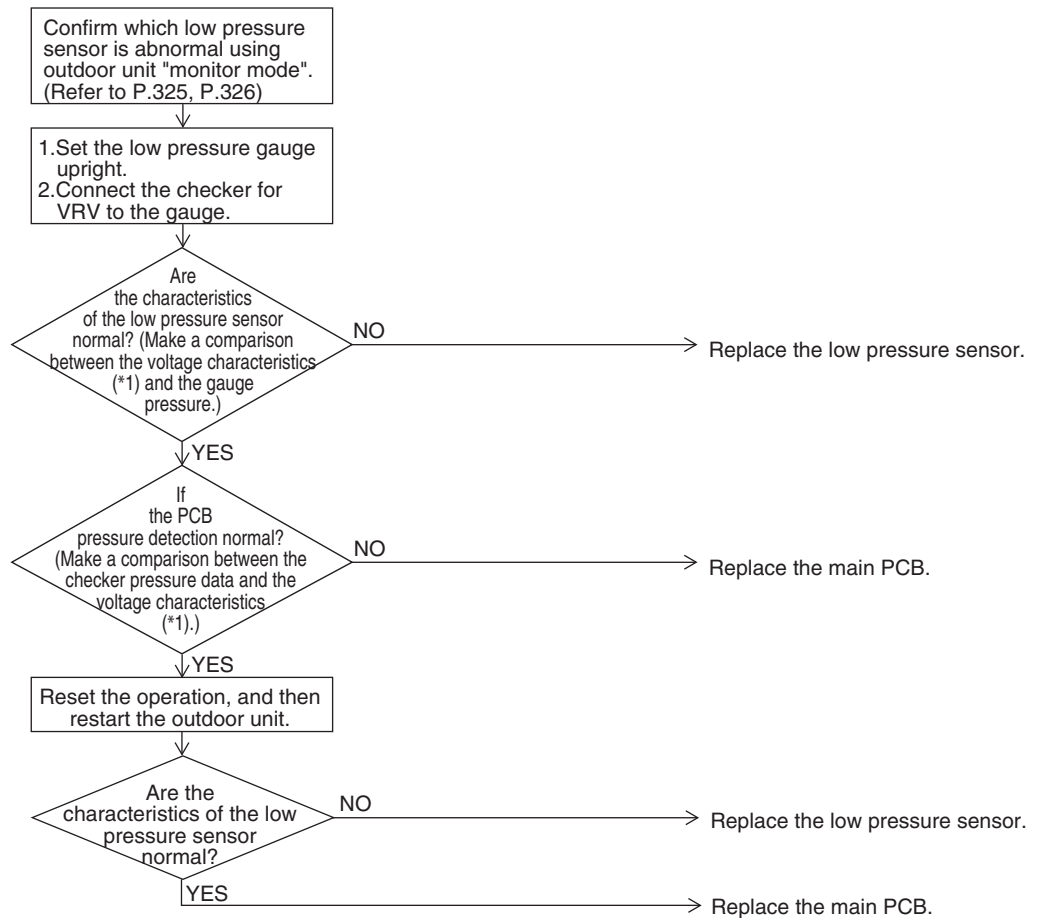 Confirm which low pressure
sensor is abnormal using
outdoor unit "monitor mode".
(Refer to P.325, P.326)
1.Set the low pressure gauge
upright.
2.Connect the checker for
VRV to the gauge.
Are
the characteristics
of the low pressure sensor
normal? (Make a comparison
between the voltage characteristics
(*1) and the gauge
pressure.)
NO
Replace the low pressure sensor.
YES
If
the PCB
pressure detection normal?
(Make a comparison between the
checker pressure data and the
voltage characteristics
(*1).)
NO
Replace the main PCB.
YES
Reset the operation, and then
restart the outdoor unit.
Are the
characteristics of the low
pressure sensor
normal?
NO
Replace the low pressure sensor.
YES
Replace the main PCB.